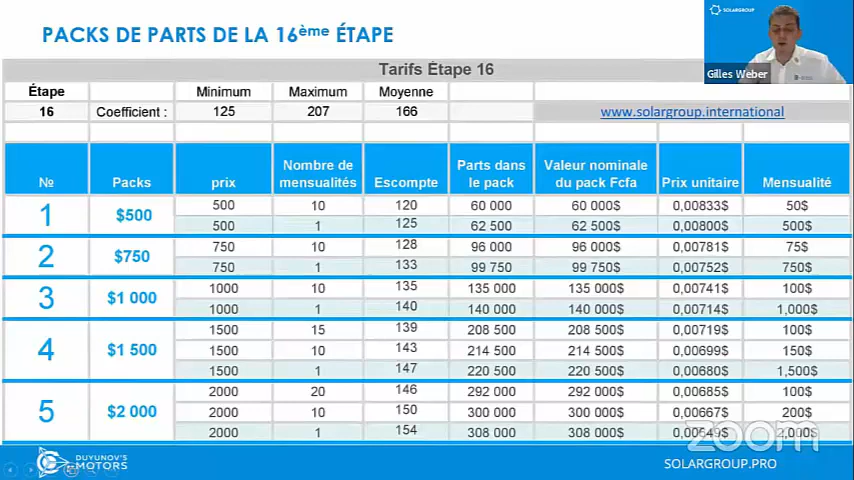 SOLARGROUP
PACKS DE PARTS DE LA 16ème ÉTAPE
Gilles Weber
Tarifs Étape 16
Étape Minimum Maximum Moyenne
16 Coefficient : 125 207 166 www.solargroup.international
№ Packs prix Nombre de mensualités Escompte Parts dans le pack Valeur nominale du pack Fcfa Prix unitaire Mensualité
1 $500
500 10 120 60 000 60 000$ 0,00833$ 50$
500 1 125 62 500 62 500$ 0,00800$ 500$
2 $750
750 10 128 96 000 96 000$ 0,00781$ 75$
750 1 133 99 750 99 750$ 0,00752$ 750$
3 $1 000
1000 10 135 135 000 135 000$ 0,00741$ 100$
1000 1 140 140 000 140 000$ 0,00714$ 1,000$
4 $1 500
1500 15 139 208 500 208 500$ 0,00719$ 100$
1500 10 143 214 500 214 500$ 0,00699$ 150$
1500 1 147 220 500 220 500$ 0,00680$ 1,500$
5 $2 000
2000 20 146 292 000 292 000$ 0,00685$ 100$
2000 10 150 300 000 300 000$ 0,00667$ 200$
2000 1 154 308 000 308 000$ 0,00649$ 2,000$
zoom
DUYUNOV'S
MOTORS
SOLARGROUP.PRO